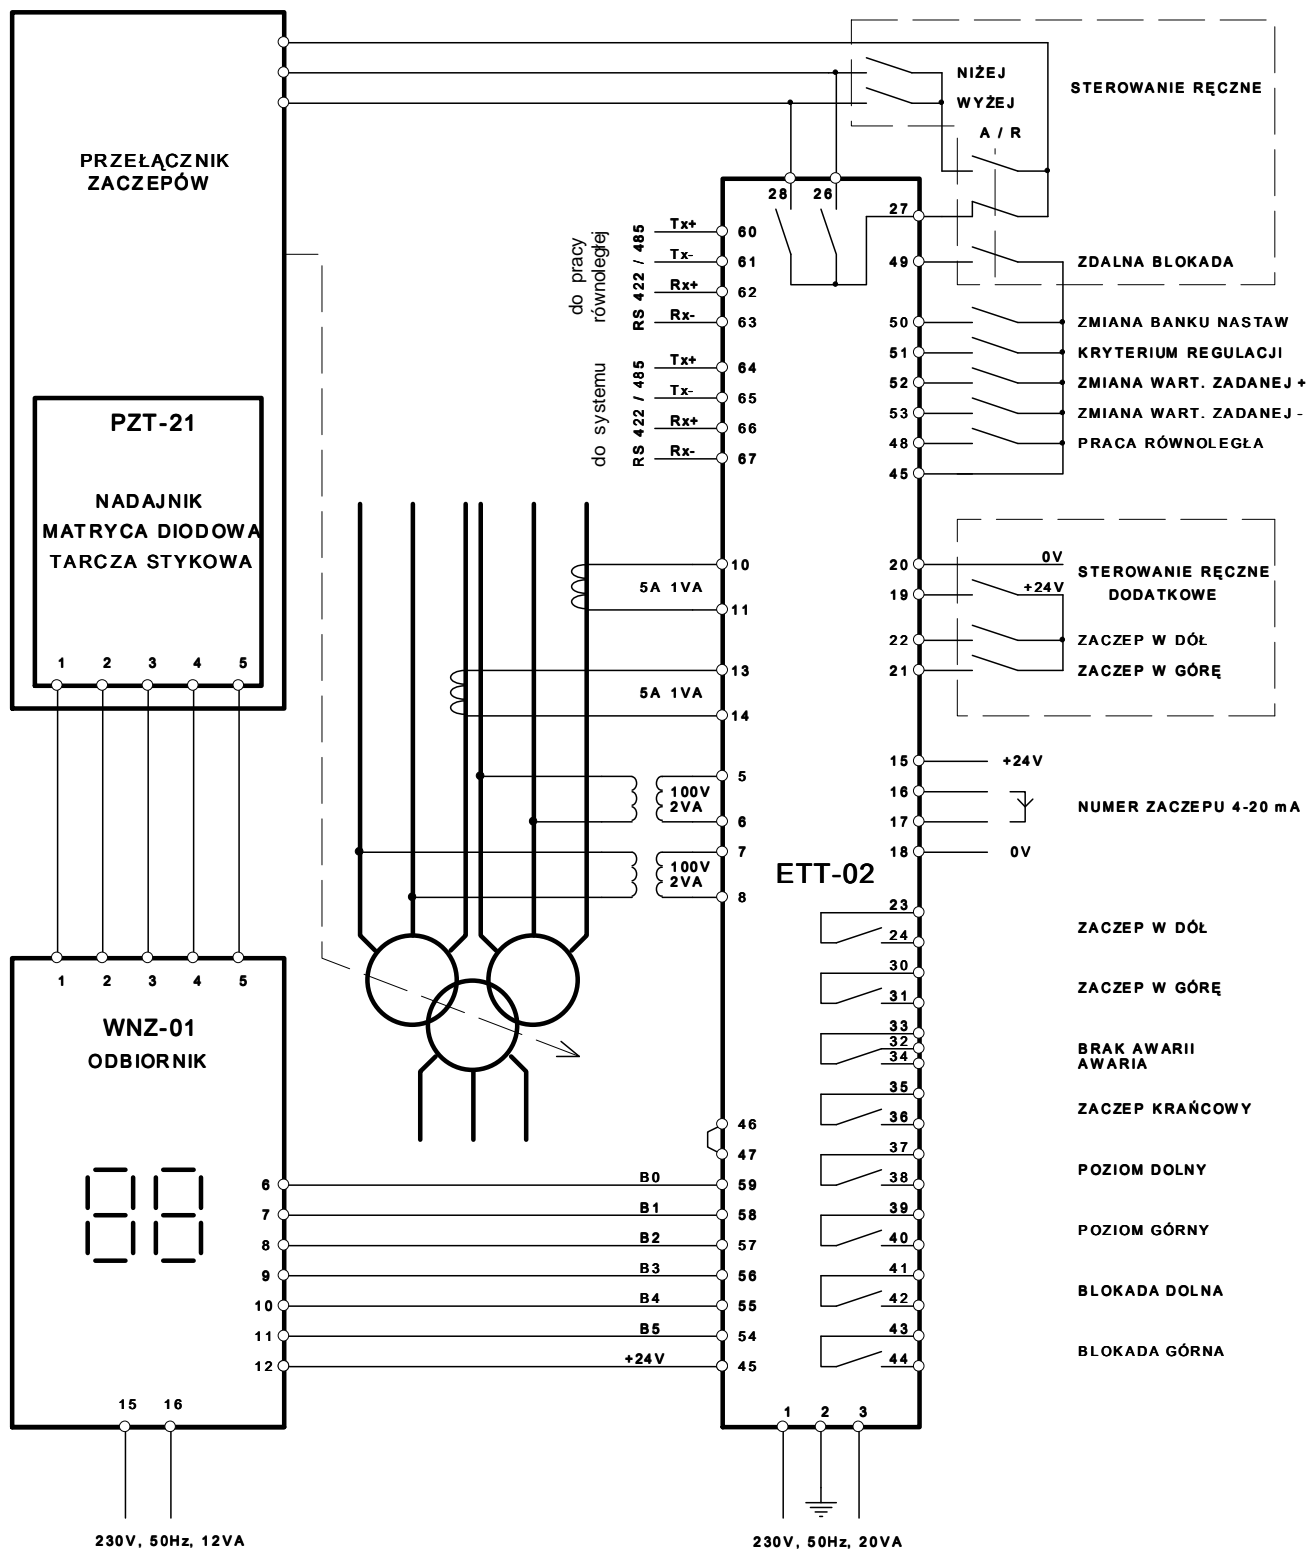 PRZEŁĄCZNIK
ZACZEPÓW
PZT-21
NADAJNIK
MATRYCA DIODOWA
TARCZA STYKOWA
1 2 3 4 5
1 2 3 4 5
WNZ-01
ODBIORNIK
6
7
8
9
10
11
12
15 16
230V, 50Hz, 12VA
NIŻEJ
WYŻEJ
A / R
STEROWANIE RĘCZNE
28 26
27
do pracy
równoległej
RS 422 / 485
Tx+ 60
Tx- 61
Rx+ 62
Rx- 63
do systemu
RS 422 / 485
Tx+ 64
Tx- 65
Rx+ 66
Rx- 67
49 ZDALNA BLOKADA
50 ZMIANA BANKU NASTAW
51 KRYTERIUM REGULACJI
52 ZMIANA WART. ZADANEJ +
53 ZMIANA WART. ZADANEJ -
48 PRACA RÓWNOLEGŁA
45
10
5A 1VA
11
13
5A 1VA
14
5
100V
2VA
6
7
100V
2VA
8
ETT-02
20 0V
STEROWANIE RĘCZNE
19 +24V
DODATKOWE
22 ZACZEP W DÓŁ
21 ZACZEP W GÓRĘ
15 +24V
16
NUMER ZACZEPU 4-20 mA
17
18 0V
23
24 ZACZEP W DÓŁ
30
31 ZACZEP W GÓRĘ
33
32 BRAK AWARII
34 AWARIA
35
36 ZACZEP KRAŃCOWY
37
38 POZIOM DOLNY
39
40 POZIOM GÓRNY
41
42 BLOKADA DOLNA
43
44 BLOKADA GÓRNA
46
47
B0 59
B1 58
B2 57
B3 56
B4 55
B5 54
+24V 45
1 2 3
230V, 50Hz, 20VA